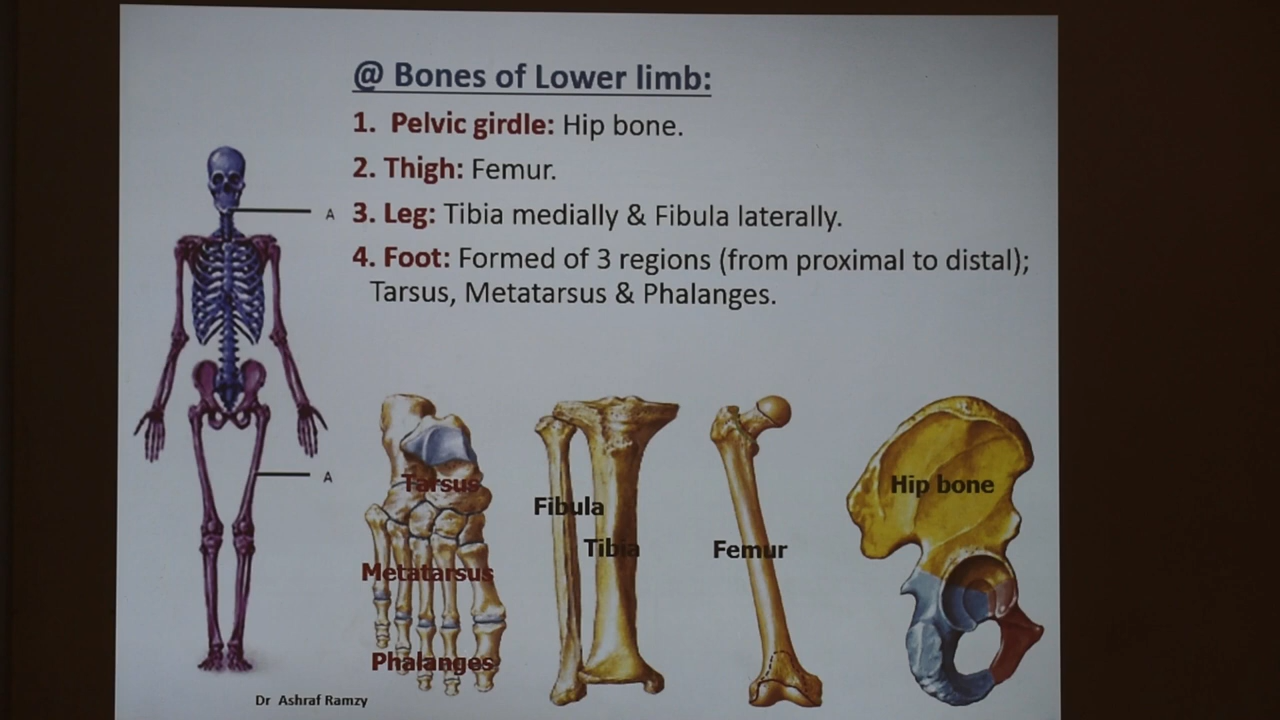 @ Bones of Lower limb:
1. Pelvic girdle: Hip bone.
2. Thigh: Femur.
A
3. Leg: Tibia medially & Fibula laterally.
4. Foot: Formed of 3 regions (from proximal to distal);
Tarsus, Metatarsus & Phalanges.
A
Tarsus
Metatarsus
Phalanges
Fibula
Tibia
Femur
Hip bone
Dr Ashraf Ramzy